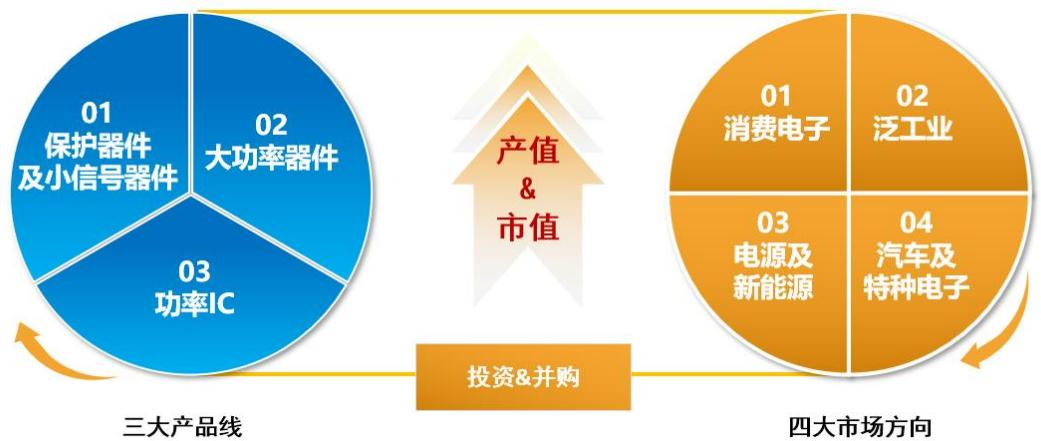 01
保护器件
及小信号器件
02
大功率器件
03
功率IC
三大产品线
产值
&
市值
投资&并购
01
消费电子
02
泛工业
03
电源及
新能源
04
汽车及
特种电子
四大市场方向